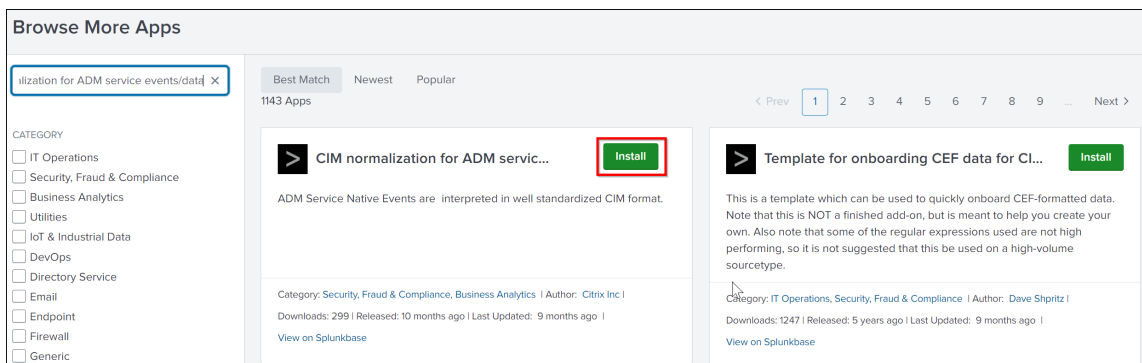 Browse More Apps
lization for ADM service events/data
CATEGORY
IT Operations
Security, Fraud & Compliance
Business Analytics
Utilities
IoT & Industrial Data
DevOps
Directory Service
Email
Endpoint
Firewall
Generic
Best Match Newest Popular
1143 Apps
< Prev 1 2 3 4 5 6 7 8 9 ... Next >
> CIM normalization for ADM servic... Install
ADM Service Native Events are interpreted in well standardized CIM format.
Category: Security, Fraud & Compliance, Business Analytics | Author: Citrix Inc |
Downloads: 299 | Released: 10 months ago | Last Updated: 9 months ago |
View on Splunkbase
> Template for onboarding CEF data for CI... Install
This is a template which can be used to quickly onboard CEF-formatted data.
Note that this is NOT a finished add-on, but is meant to help you create your
own. Also note that some of the regular expressions used are not high
performing, so it is not suggested that this be used on a high-volume
sourcetype.
Category: IT Operations, Security, Fraud & Compliance | Author: Dave Shpritz |
Downloads: 1247 | Released: 5 years ago | Last Updated: 9 months ago |
View on Splunkbase